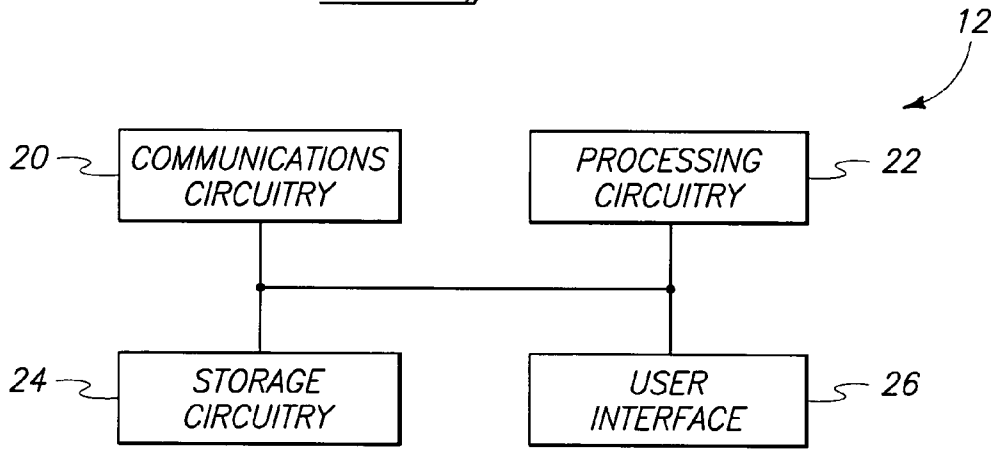 12
20
COMMUNICATIONS
CIRCUITRY
PROCESSING
CIRCUITRY
22
24
STORAGE
CIRCUITRY
USER
INTERFACE
26